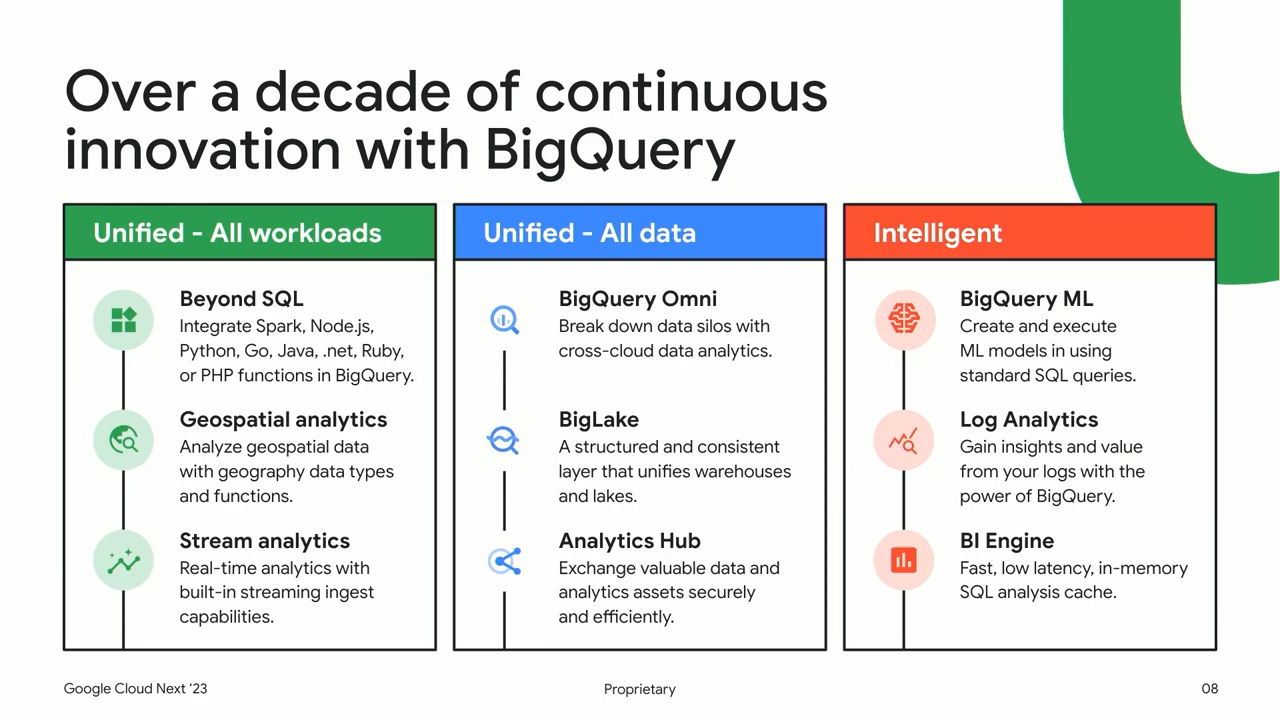 Over a decade of continuous
innovation with BigQuery
Unified - All workloads
Beyond SQL
Integrate Spark, Node.js,
Python, Go, Java, .net, Ruby,
or PHP functions in BigQuery.
Geospatial analytics
Analyze geospatial data
with geography data types
and functions.
Stream analytics
Real-time analytics with
built-in streaming ingest
capabilities.
Unified - All data
BigQuery Omni
Break down data silos with
cross-cloud data analytics.
BigLake
A structured and consistent
layer that unifies warehouses
and lakes.
Analytics Hub
Exchange valuable data and
analytics assets securely
and efficiently.
Intelligent
BigQuery ML
Create and execute
ML models in using
standard SQL queries.
Log Analytics
Gain insights and value
from your logs with the
power of BigQuery.
BI Engine
Fast, low latency, in-memory
SQL analysis cache.
Google Cloud Next ‘23
Proprietary
08